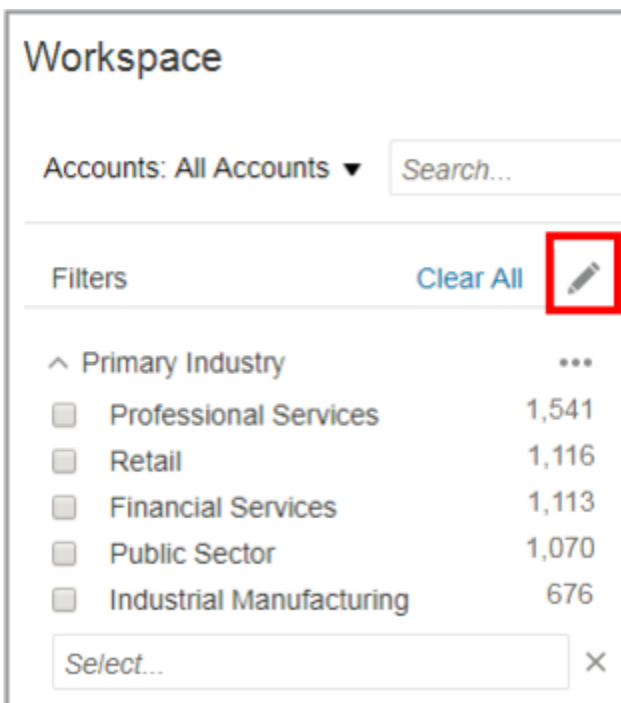 Workspace
Accounts: All Accounts Search...
Filters Clear All
Primary Industry
Professional Services 1,541
Retail 1,116
Financial Services 1,113
Public Sector 1,070
Industrial Manufacturing 676
Select...